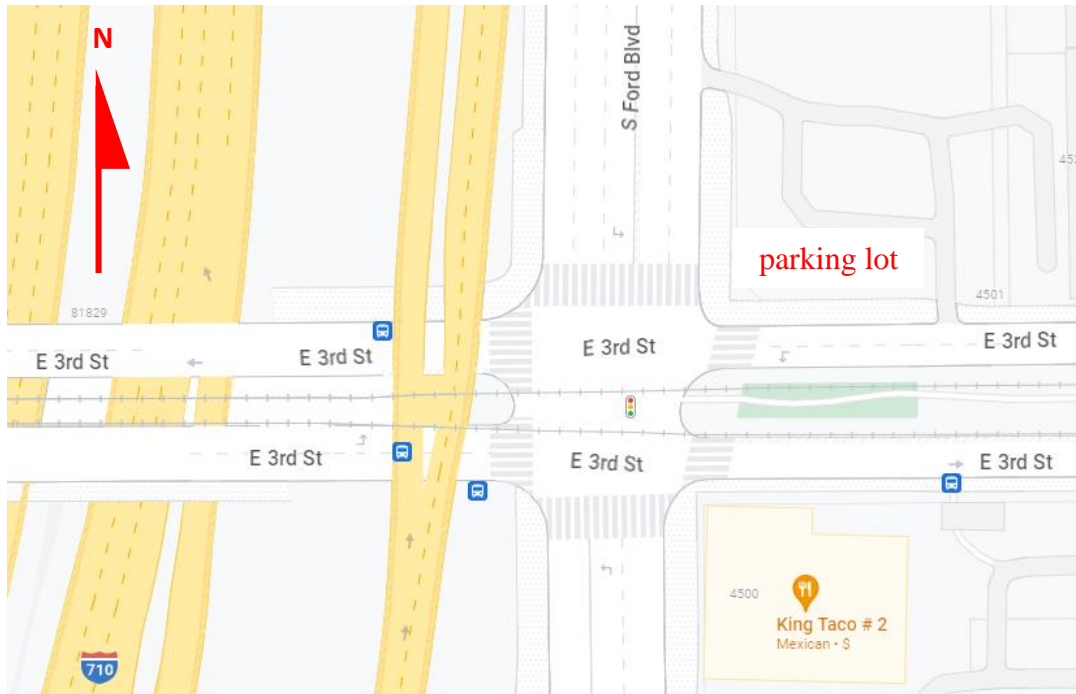 N
S Ford Blvd
45
parking lot
4501
81829
E 3rd St
E 3rd St
E 3rd St
E 3rd St
E 3rd St
E 3rd St
E 3rd St
4500
King Taco # 2
Mexican • $
710